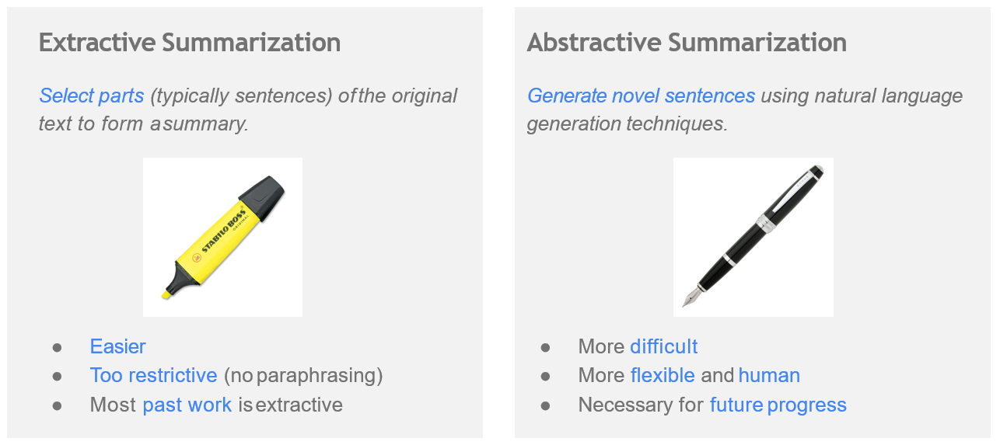 Extractive Summarization
Select parts (typically sentences) of the original
text to form a summary.
STABILO BOSS
ORIGINAL
● Easier
● Too restrictive (no paraphrasing)
● Most past work is extractive
Abstractive Summarization
Generate novel sentences using natural language
generation techniques.
● More difficult
● More flexible and human
● Necessary for future progress